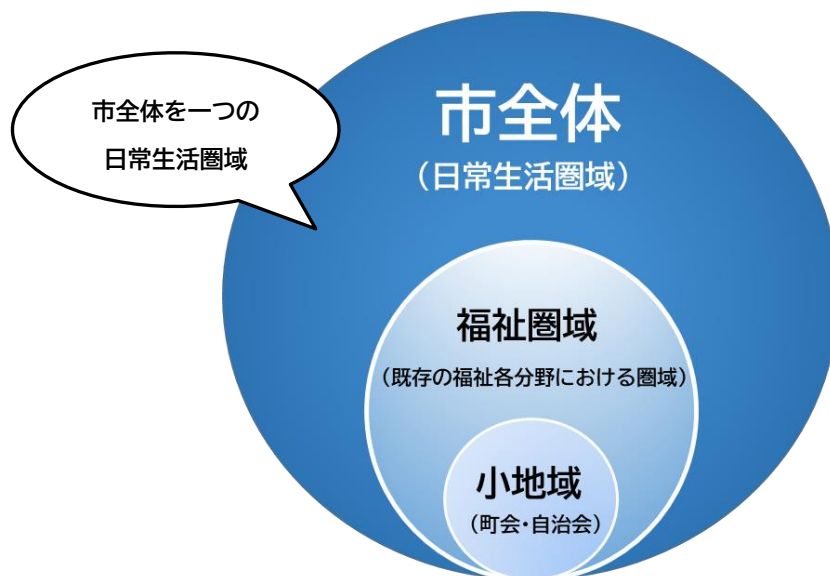 市全体を一つの
日常生活圏域
市全体
（日常生活圏域）
福祉圏域
（既存の福祉各分野における圏域）
小地域
（町会・自治会）